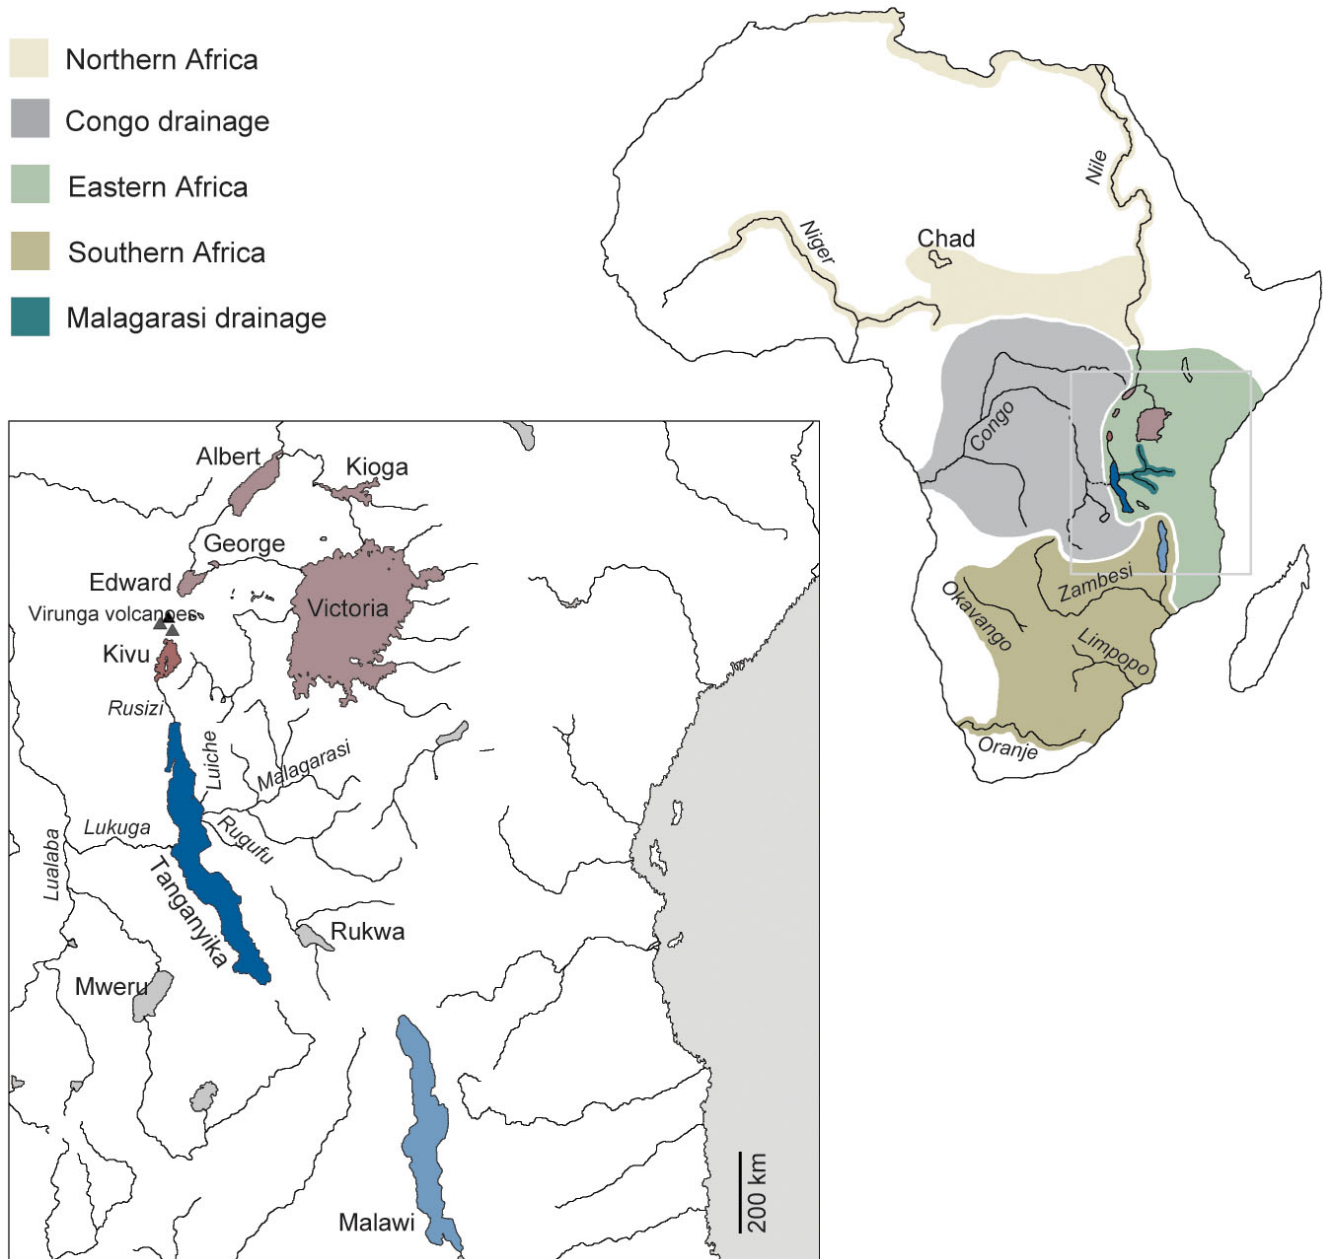 Northern Africa
Congo drainage
Eastern Africa
Southern Africa
Malagarasi drainage
Nile
Niger
Chad
Congo
Zambesi
Okavango
Limpopo
Oranje
Albert
Kioga
George
Edward
Victoria
Virunga volcanoes
Kivu
Rusizi
Luiche
Malagarasi
Lukuga
Rugufu
Lualaba
Tanganyika
Rukwa
Mweru
Malawi
200 km